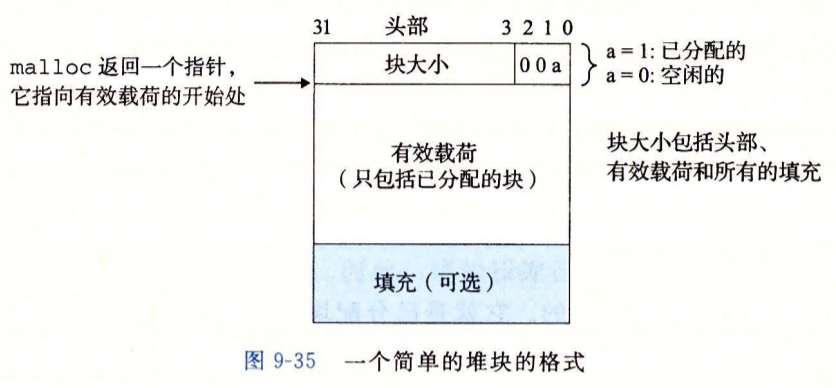 31 头部 3 2 1 0
malloc 返回一个指针，
它指向有效载荷的开始处
块大小 0 0 a
a = 1: 已分配的
a = 0: 空闲的
有效载荷
（只包括已分配的块）
块大小包括头部、
有效载荷和所有的填充
填充（可选）
图 9-35 一个简单的堆块的格式